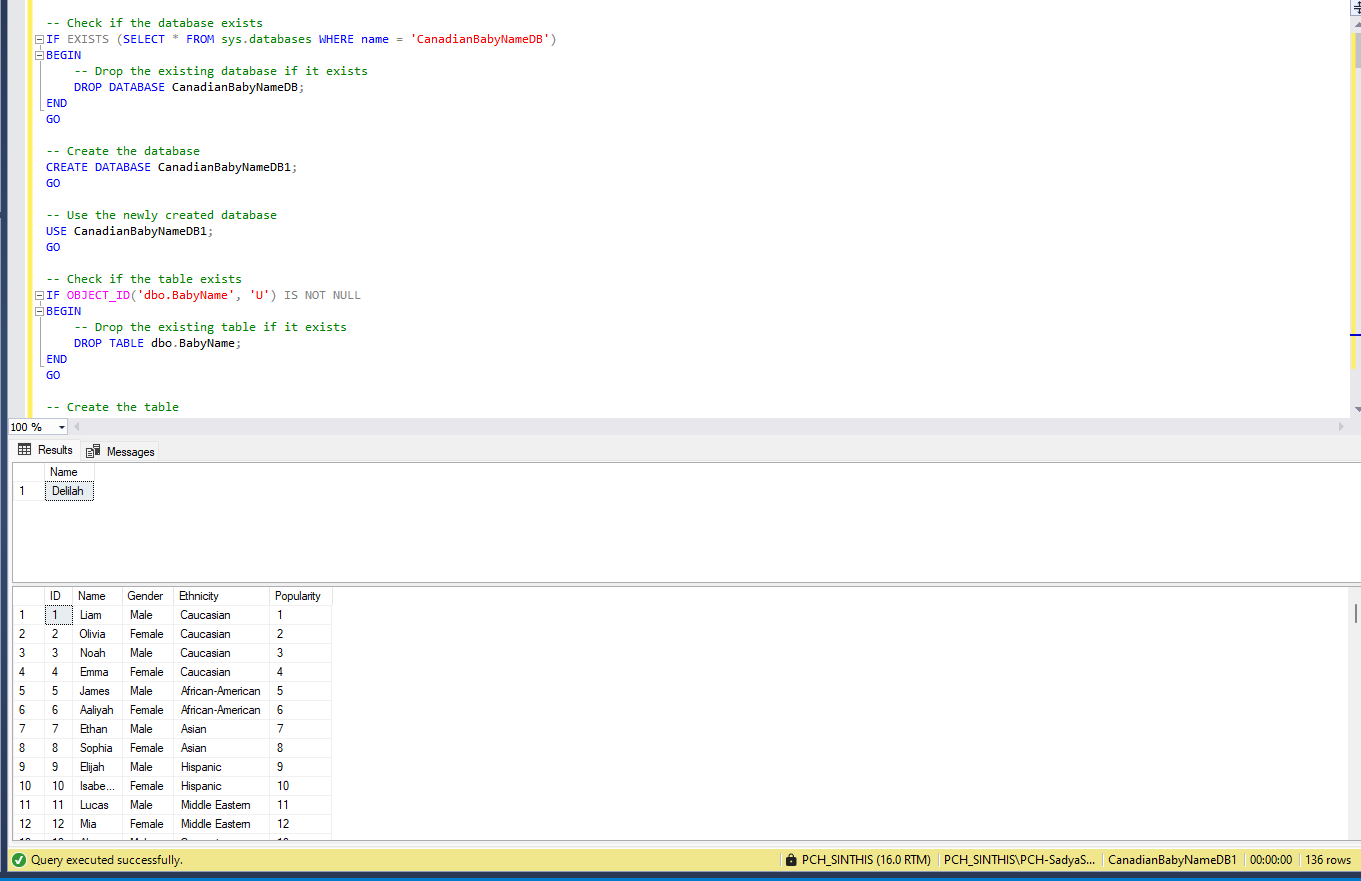 -- Check if the database exists
IF EXISTS (SELECT * FROM sys.databases WHERE name = 'CanadianBabyNameDB')
BEGIN
-- Drop the existing database if it exists
DROP DATABASE CanadianBabyNameDB;
END
GO
-- Create the database
CREATE DATABASE CanadianBabyNameDB1;
GO
-- Use the newly created database
USE CanadianBabyNameDB1;
GO
-- Check if the table exists
IF OBJECT_ID('dbo.BabyName', 'U') IS NOT NULL
BEGIN
-- Drop the existing table if it exists
DROP TABLE dbo.BabyName;
END
GO
-- Create the table
100 %
Results Messages
Name
1 Delilah
ID Name Gender Ethnicity Popularity
1 1 Liam Male Caucasian 1
2 2 Olivia Female Caucasian 2
3 3 Noah Male Caucasian 3
4 4 Emma Female Caucasian 4
5 5 James Male African-American 5
6 6 Aaliyah Female African-American 6
7 7 Ethan Male Asian 7
8 8 Sophia Female Asian 8
9 9 Elijah Male Hispanic 9
10 10 Isabe... Female Hispanic 10
11 11 Lucas Male Middle Eastern 11
12 12 Mia Female Middle Eastern 12
Query executed successfully. PCH_SINTHIS (16.0 RTM) PCH_SINTHIS\PCH-SadyaS... CanadianBabyNameDB1 00:00:00 136 rows